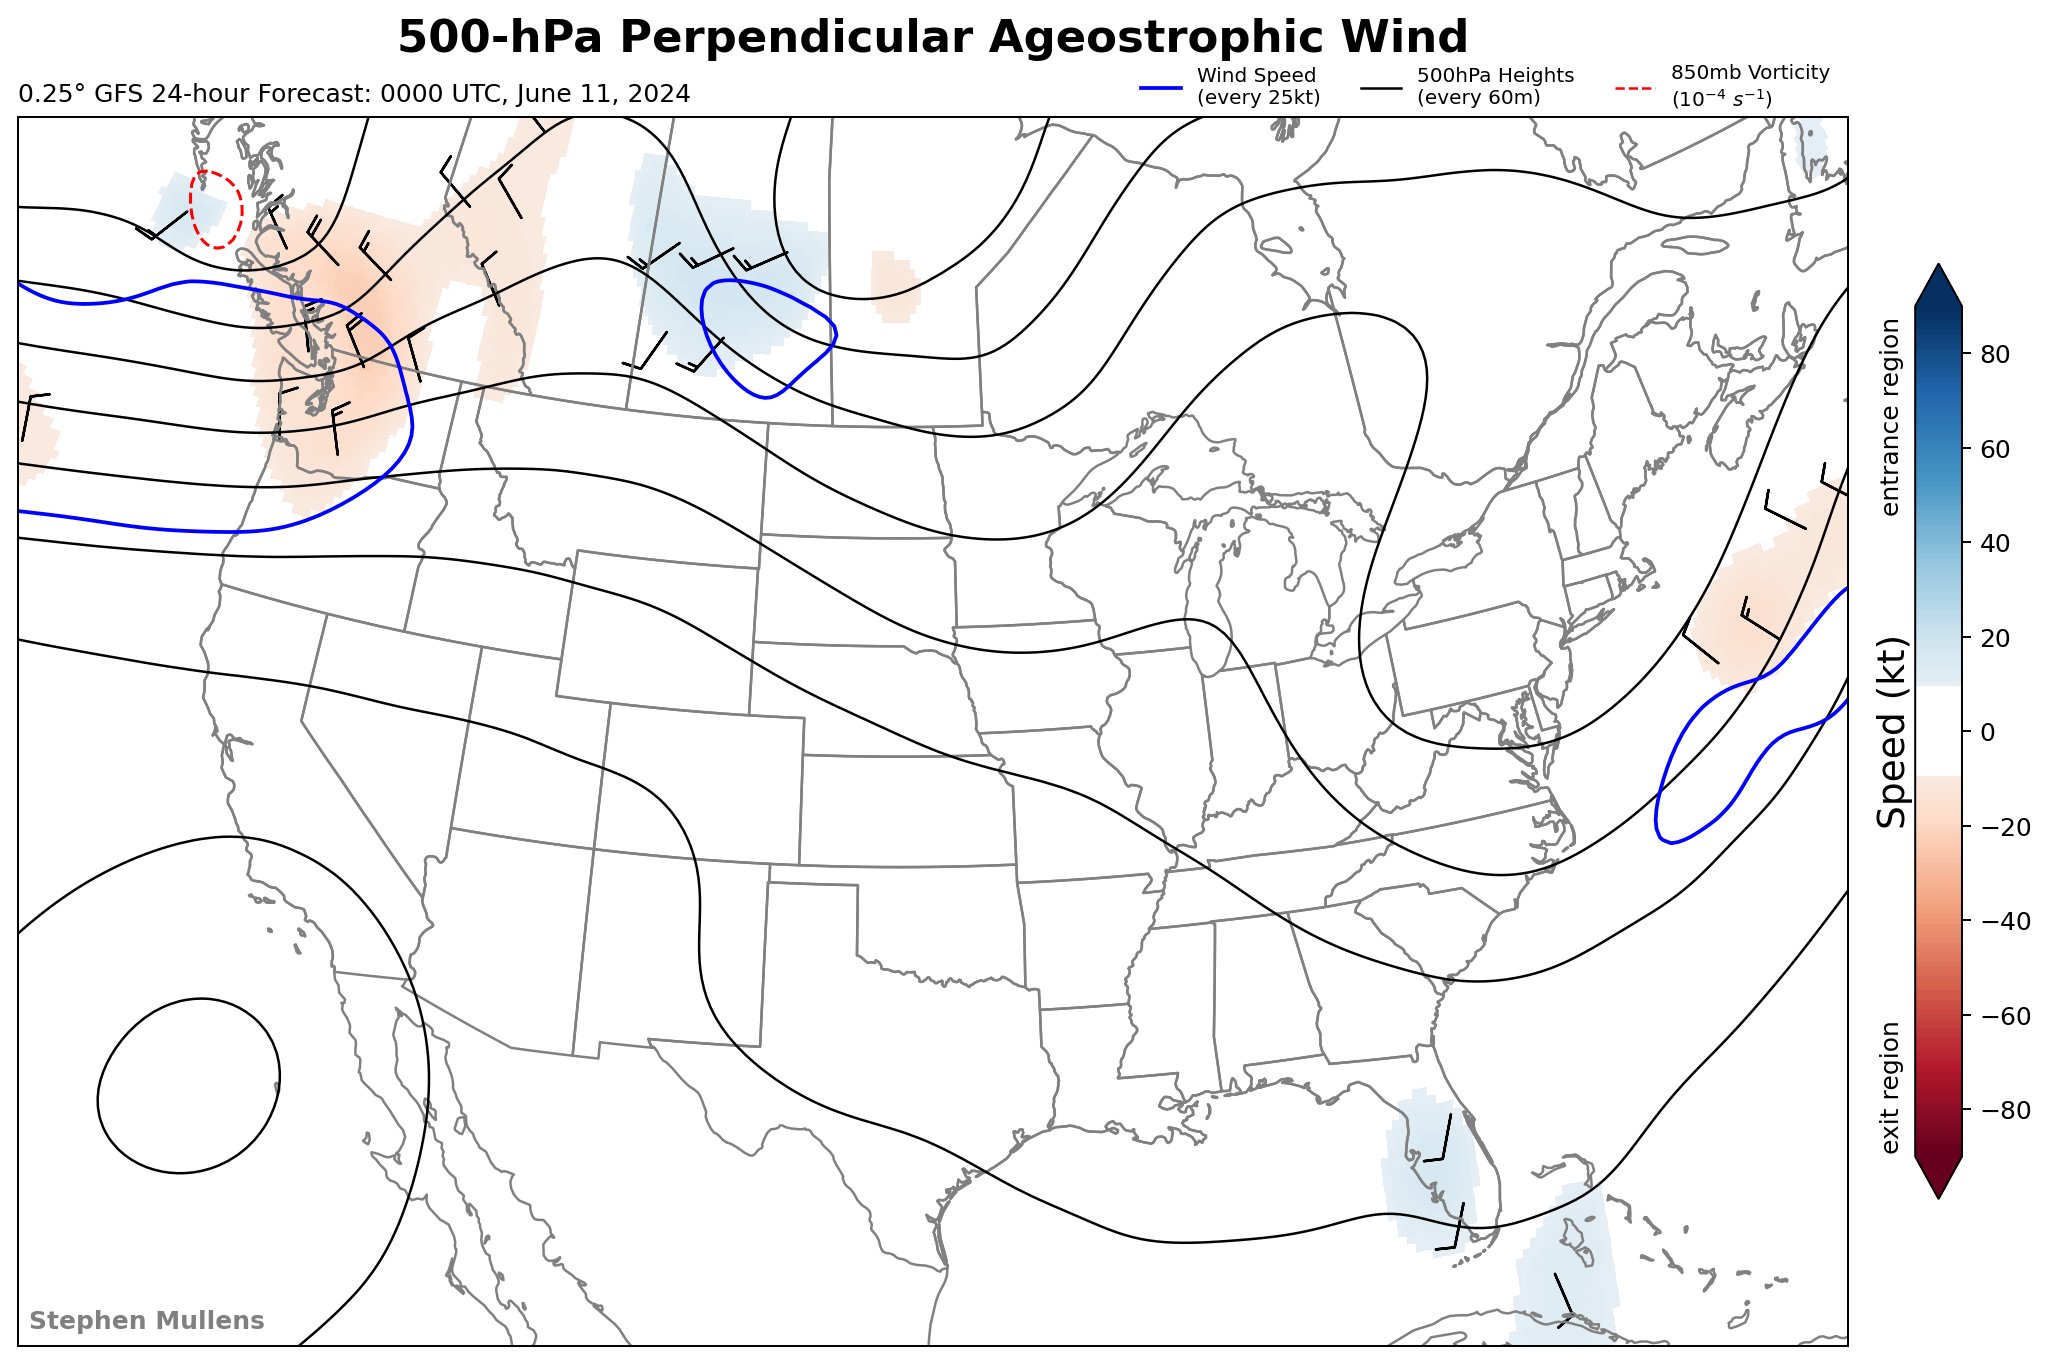 500-hPa Perpendicular Ageostrophic Wind
0.25° GFS 24-hour Forecast: 0000 UTC, June 11, 2024
Wind Speed
(every 25kt)
500hPa Heights
(every 60m)
850mb Vorticity
(10⁻⁴ s⁻¹)
entrance region
exit region
Speed (kt)
80
60
40
20
0
−20
−40
−60
−80
Stephen Mullens